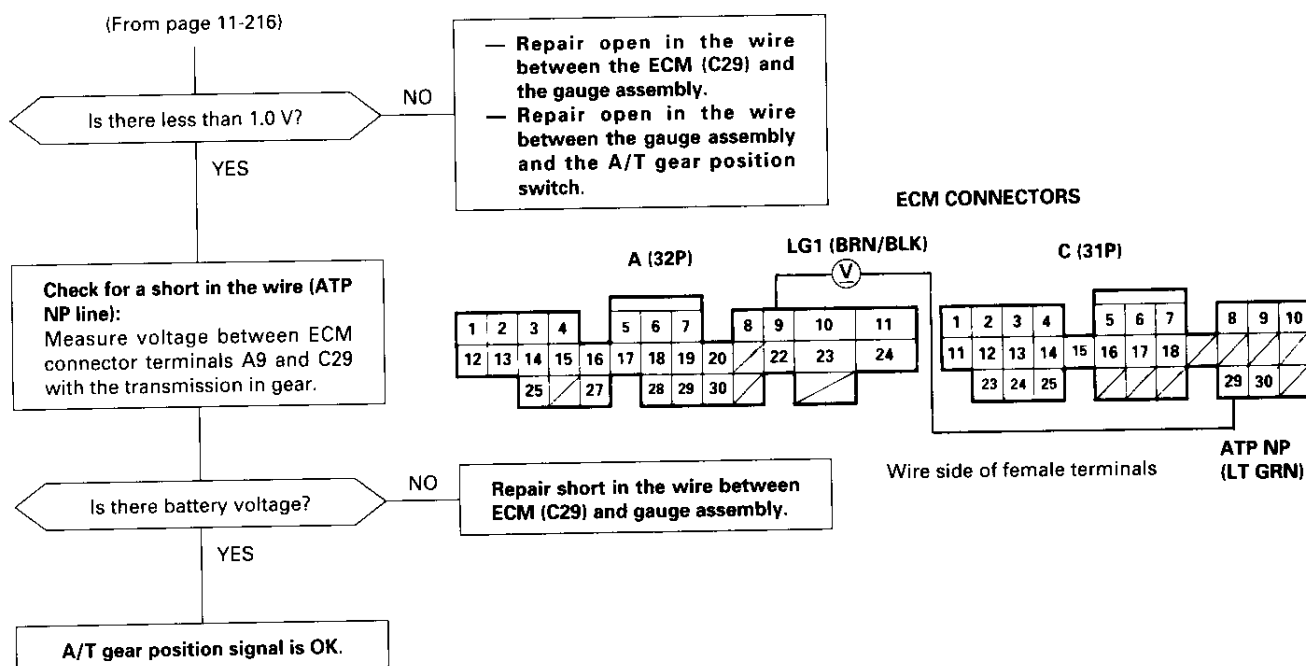 (From page 11-216)
Is there less than 1.0 V?
NO
— Repair open in the wire
between the ECM (C29) and
the gauge assembly.
— Repair open in the wire
between the gauge assembly
and the A/T gear position
switch.
YES
Check for a short in the wire (ATP
NP line):
Measure voltage between ECM
connector terminals A9 and C29
with the transmission in gear.
ECM CONNECTORS
A (32P)
LG1 (BRN/BLK)
V
C (31P)
1 2 3 4 5 6 7 8 9 10 11
12 13 14 15 16 17 18 19 20 22 23 24
25 27 28 29 30
1 2 3 4 5 6 7 8 9 10
11 12 13 14 15 16 17 18
23 24 25 29 30
ATP NP
(LT GRN)
Wire side of female terminals
Is there battery voltage?
NO
Repair short in the wire between
ECM (C29) and gauge assembly.
YES
A/T gear position signal is OK.